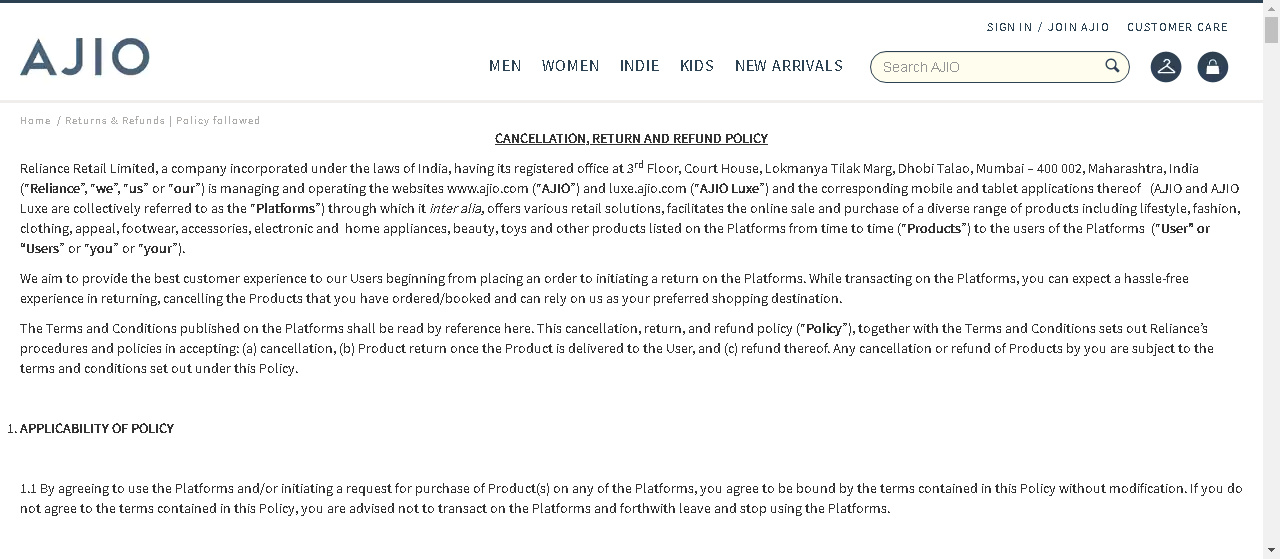 SIGN IN / JOIN AJIO CUSTOMER CARE
AJIO
MEN WOMEN INDIE KIDS NEW ARRIVALS
Search AJIO
Home / Returns & Refunds | Policy followed
CANCELLATION, RETURN AND REFUND POLICY
Reliance Retail Limited, a company incorporated under the laws of India, having its registered office at 3rd Floor, Court House, Lokmanya Tilak Marg, Dhobi Talao, Mumbai – 400 002, Maharashtra, India
("Reliance", "we", "us" or "our") is managing and operating the websites www.ajio.com ("AJIO") and luxe.ajio.com ("AJIO Luxe") and the corresponding mobile and tablet applications thereof (AJIO and AJIO
Luxe are collectively referred to as the "Platforms") through which it inter alia, offers various retail solutions, facilitates the online sale and purchase of a diverse range of products including lifestyle, fashion,
clothing, appeal, footwear, accessories, electronic and home appliances, beauty, toys and other products listed on the Platforms from time to time ("Products") to the users of the Platforms ("User" or
"Users" or "you" or "your").
We aim to provide the best customer experience to our Users beginning from placing an order to initiating a return on the Platforms. While transacting on the Platforms, you can expect a hassle-free
experience in returning, cancelling the Products that you have ordered/booked and can rely on us as your preferred shopping destination.
The Terms and Conditions published on the Platforms shall be read by reference here. This cancellation, return, and refund policy ("Policy"), together with the Terms and Conditions sets out Reliance's
procedures and policies in accepting: (a) cancellation, (b) Product return once the Product is delivered to the User, and (c) refund thereof. Any cancellation or refund of Products by you are subject to the
terms and conditions set out under this Policy.
1. APPLICABILITY OF POLICY
1.1 By agreeing to use the Platforms and/or initiating a request for purchase of Product(s) on any of the Platforms, you agree to be bound by the terms contained in this Policy without modification. If you do
not agree to the terms contained in this Policy, you are advised not to transact on the Platforms and forthwith leave and stop using the Platforms.